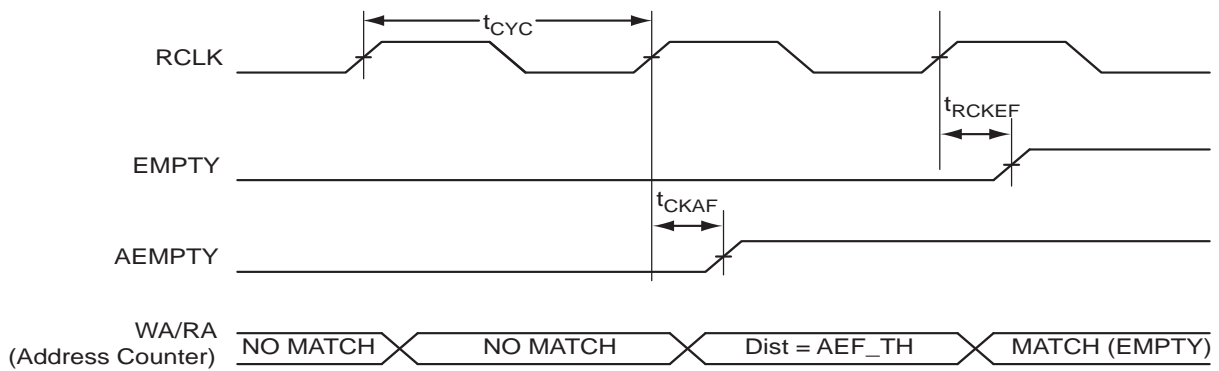 tCYC
RCLK
tRCKEF
EMPTY
tCKAF
AEMPTY
WA/RA
(Address Counter)
NO MATCH
NO MATCH
Dist = AEF_TH
MATCH (EMPTY)